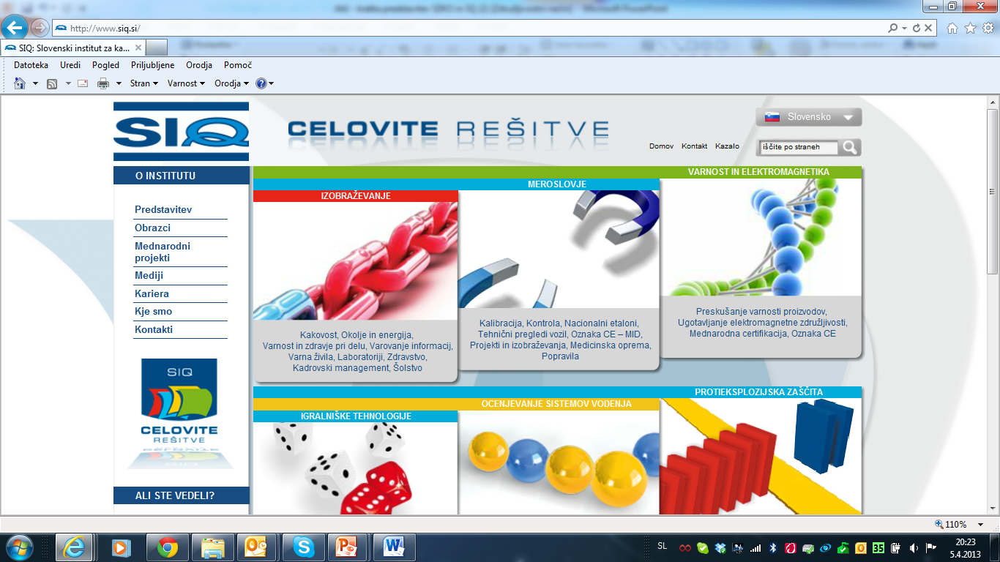 http://www.siq.si/
SIQ: Slovenski institut za ka...
Datoteka Uredi Pogled Priljubljene Orodja Pomoč
Stran Varnost Orodja
SIQ
CELOVITE REŠITVE
Slovensko
Domov Kontakt Kazalo
iščite po straneh
O INSTITUTU
Predstavitev
Obrazci
Mednarodni
projekti
Mediji
Kariera
Kje smo
Kontakti
SIQ
CELOVITE
REŠITVE
ALI STE VEDELI?
IZOBRAŽEVANJE
Kakovost, Okolje in energija,
Varnost in zdravje pri delu, Varovanje informacij,
Varna živila, Laboratoriji, Zdravstvo,
Kadrovski management, Šolstvo
MEROSLOVJE
Kalibracija, Kontrola, Nacionalni etaloni,
Tehnični pregledi vozil, Oznaka CE – MID,
Projekti in izobraževanja, Medicinska oprema,
Popravila
VARNOST IN ELEKTROMAGNETIKA
Preskušanje varnosti proizvodov,
Ugotavljanje elektromagnetne združljivosti,
Mednarodna certifikacija, Oznaka CE
IGRALNIŠKE TEHNOLOGIJE
OCENJEVANJE SISTEMOV VODENJA
PROTIEKSPLOZIJSKA ZAŠČITA
110%
SL
35
20:23
5.4.2013